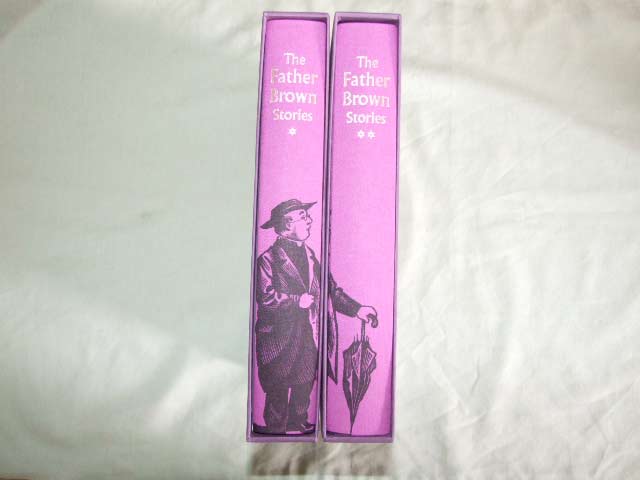 The
Father
Brown
Stories
*
The
Father
Brown
Stories
**